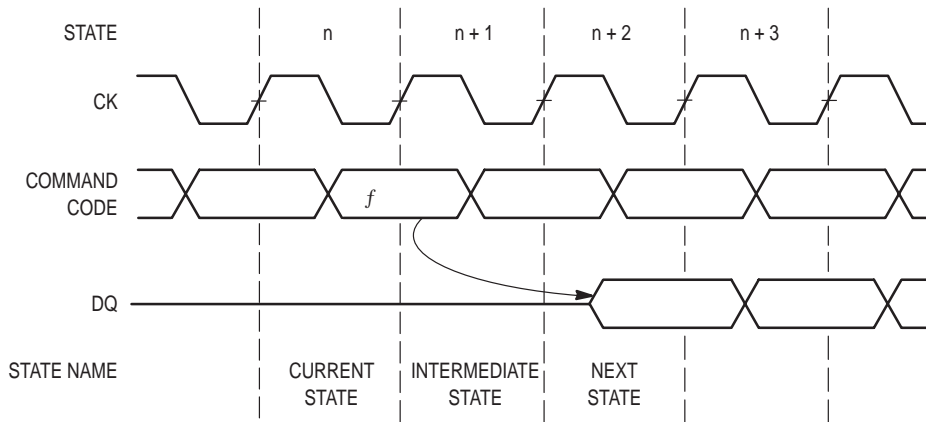 STATE n n + 1 n + 2 n + 3
CK
COMMAND
CODE
f
DQ
STATE NAME
CURRENT
STATE
INTERMEDIATE
STATE
NEXT
STATE